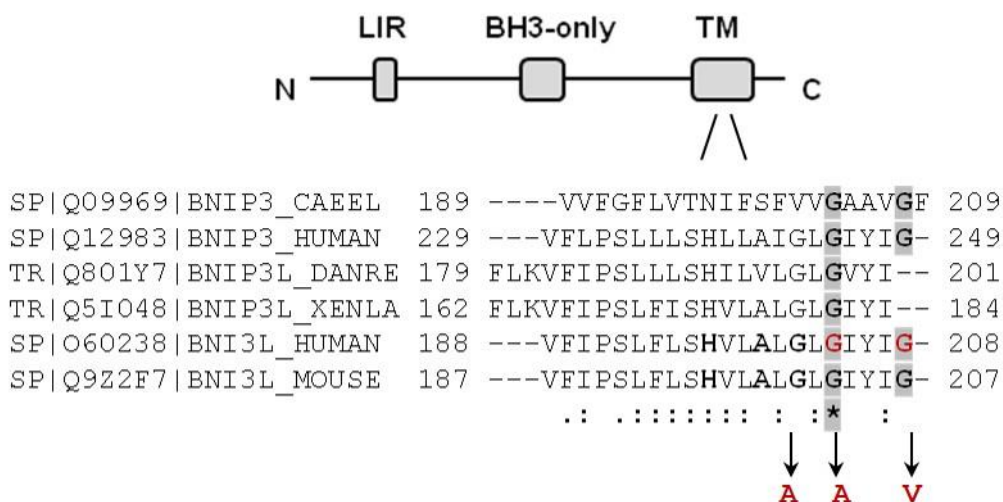 LIR BH3-only TM
N C
SP|Q09969|BNIP3_CAEEL 189 ----VVFGFLVTNIFSFVVGAAVGF 209
SP|Q12983|BNIP3_HUMAN 229 ---VFLPSLLLSHLLAIGLGIYIG- 249
TR|Q801Y7|BNIP3L_DANRE 179 FLKVFIPSLLLSHILVLGLGVYI-- 201
TR|Q5I048|BNIP3L_XENLA 162 FLKVFIPSLFISHVLALGLGIYI-- 184
SP|O60238|BNI3L_HUMAN 188 ---VFIPSLFLSHVLALGLGIYIG- 208
SP|Q9Z2F7|BNI3L_MOUSE 187 ---VFIPSLFLSHVLALGLGIYIG- 207
.: .::::::: : :* :
A A V